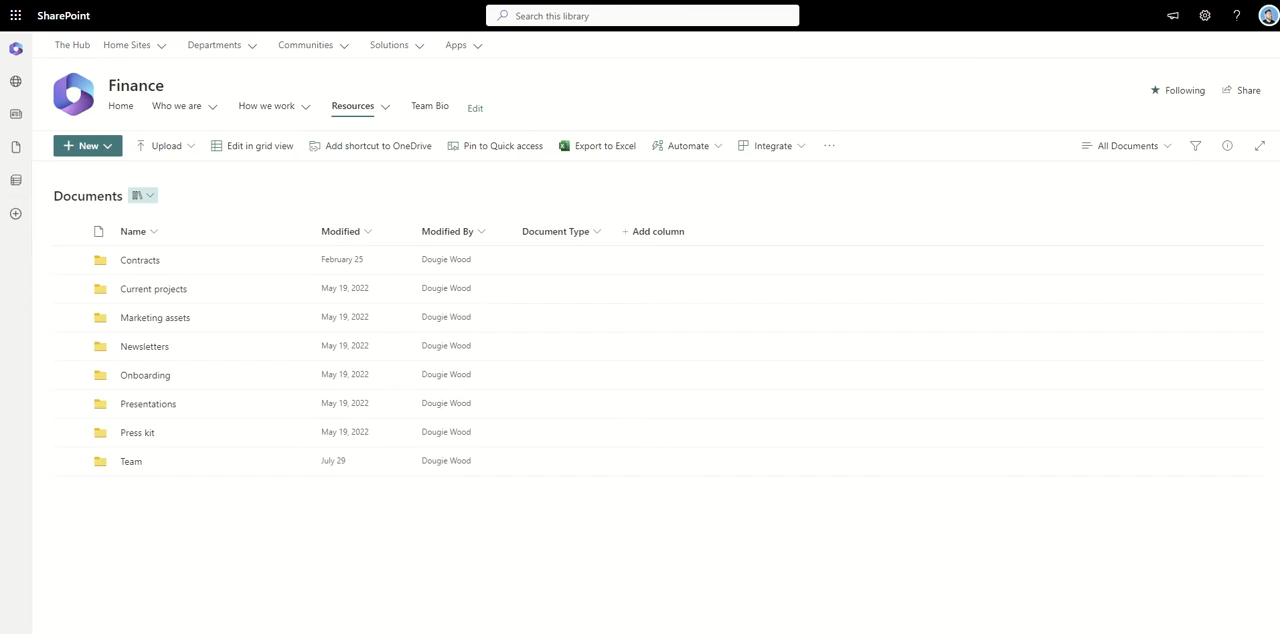 SharePoint
Search this library
?
The Hub Home Sites Departments Communities Solutions Apps
Finance
Following Share
Home Who we are How we work Resources Team Bio Edit
+ New Upload Edit in grid view Add shortcut to OneDrive Pin to Quick access Export to Excel Automate Integrate ... All Documents
Documents
Name Modified Modified By Document Type + Add column
Contracts February 25 Dougie Wood
Current projects May 19, 2022 Dougie Wood
Marketing assets May 19, 2022 Dougie Wood
Newsletters May 19, 2022 Dougie Wood
Onboarding May 19, 2022 Dougie Wood
Presentations May 19, 2022 Dougie Wood
Press kit May 19, 2022 Dougie Wood
Team July 29 Dougie Wood